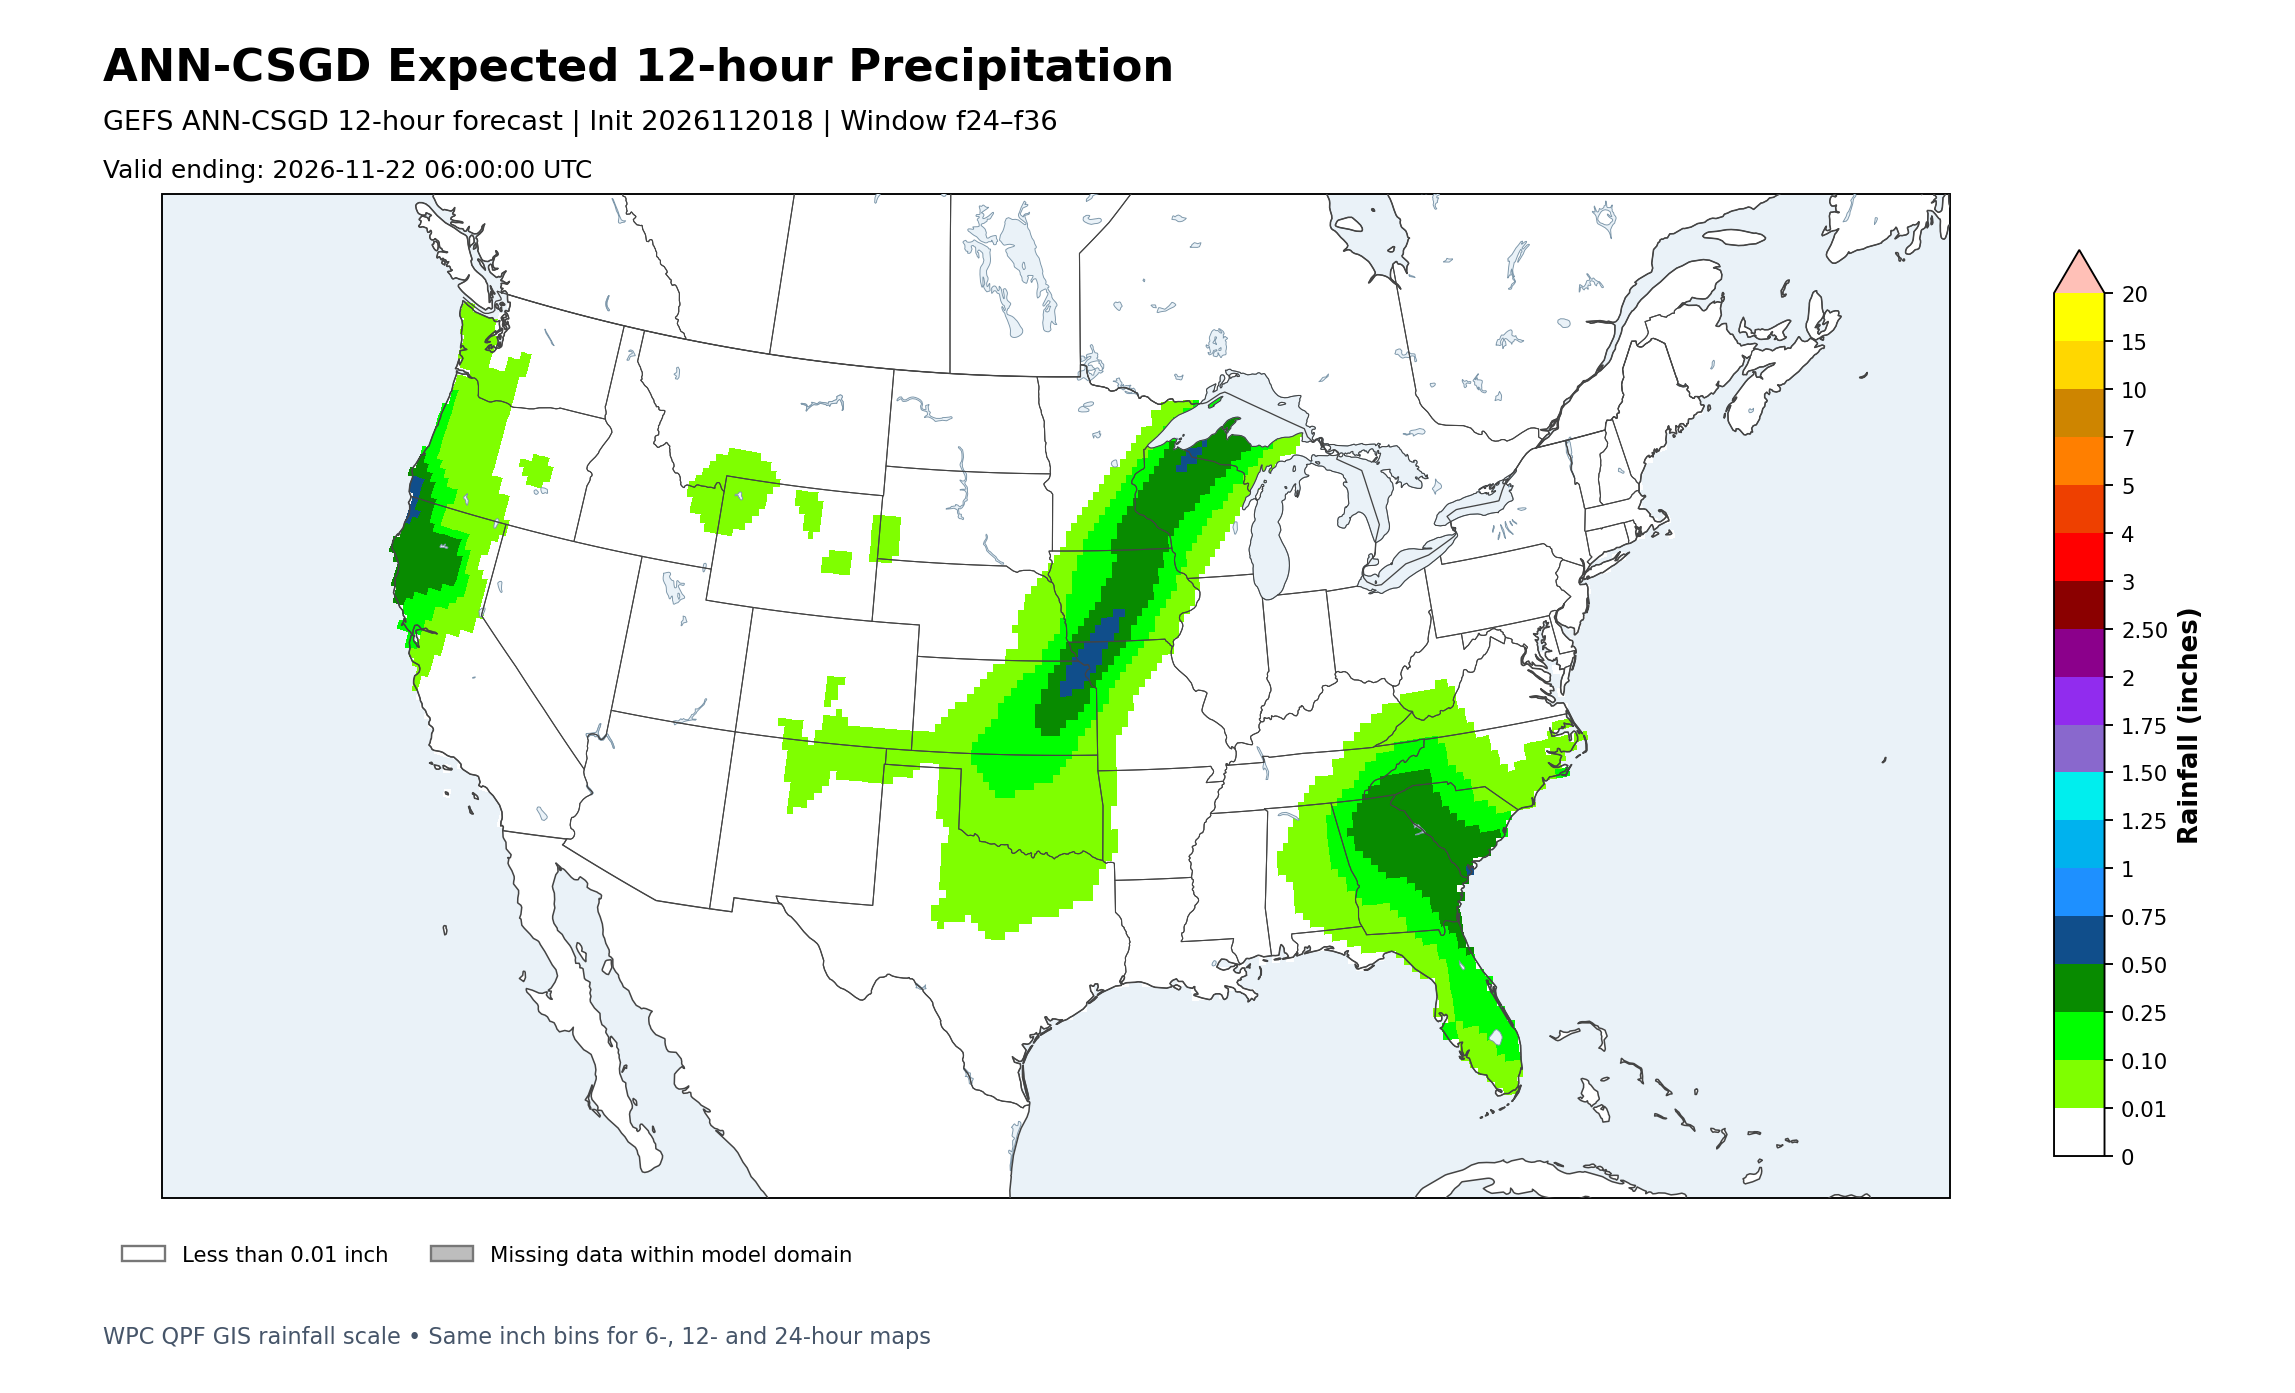 ANN-CSGD Expected 12-hour Precipitation
GEFS ANN-CSGD 12-hour forecast | Init 2026112018 | Window f24–f36
Valid ending: 2026-11-22 06:00:00 UTC
20
15
10
7
5
4
3
2.50
2
1.75
1.50
1.25
1
0.75
0.50
0.25
0.10
0.01
0
Rainfall (inches)
Less than 0.01 inch
Missing data within model domain
WPC QPF GIS rainfall scale • Same inch bins for 6-, 12- and 24-hour maps